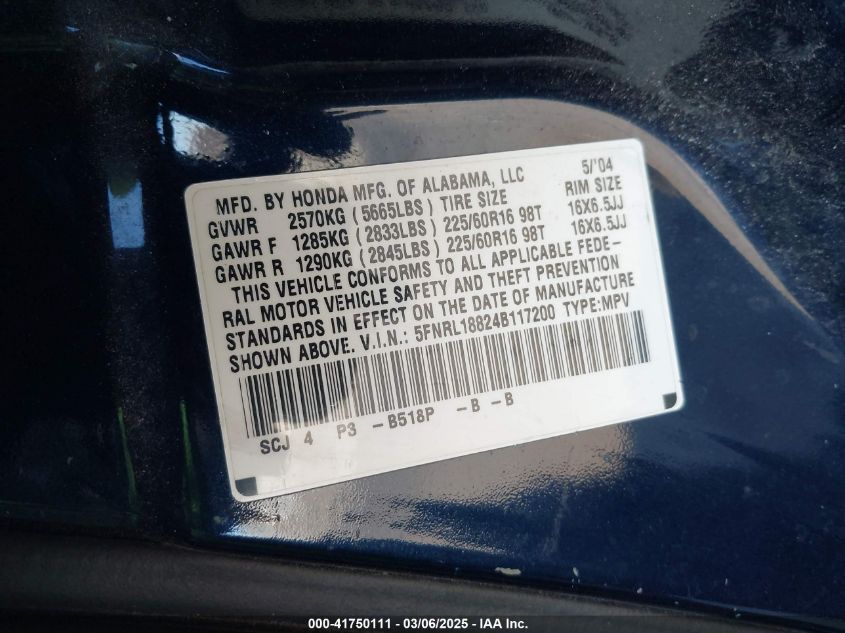 MFD. BY HONDA MFG. OF ALABAMA, LLC 5/'04
GVWR 2570KG (5665LBS) TIRE SIZE RIM SIZE
GAWR F 1285KG (2833LBS) 225/60R16 98T 16X6.5JJ
GAWR R 1290KG (2845LBS) 225/60R16 98T 16X6.5JJ
THIS VEHICLE CONFORMS TO ALL APPLICABLE FEDE-
RAL MOTOR VEHICLE SAFETY AND THEFT PREVENTION
STANDARDS IN EFFECT ON THE DATE OF MANUFACTURE
SHOWN ABOVE. V.I.N.: 5FNRL18824B117200 TYPE:MPV
SCJ 4 P3 -B518P -B -B
000-41750111 — 03/06/2025 - IAA Inc.